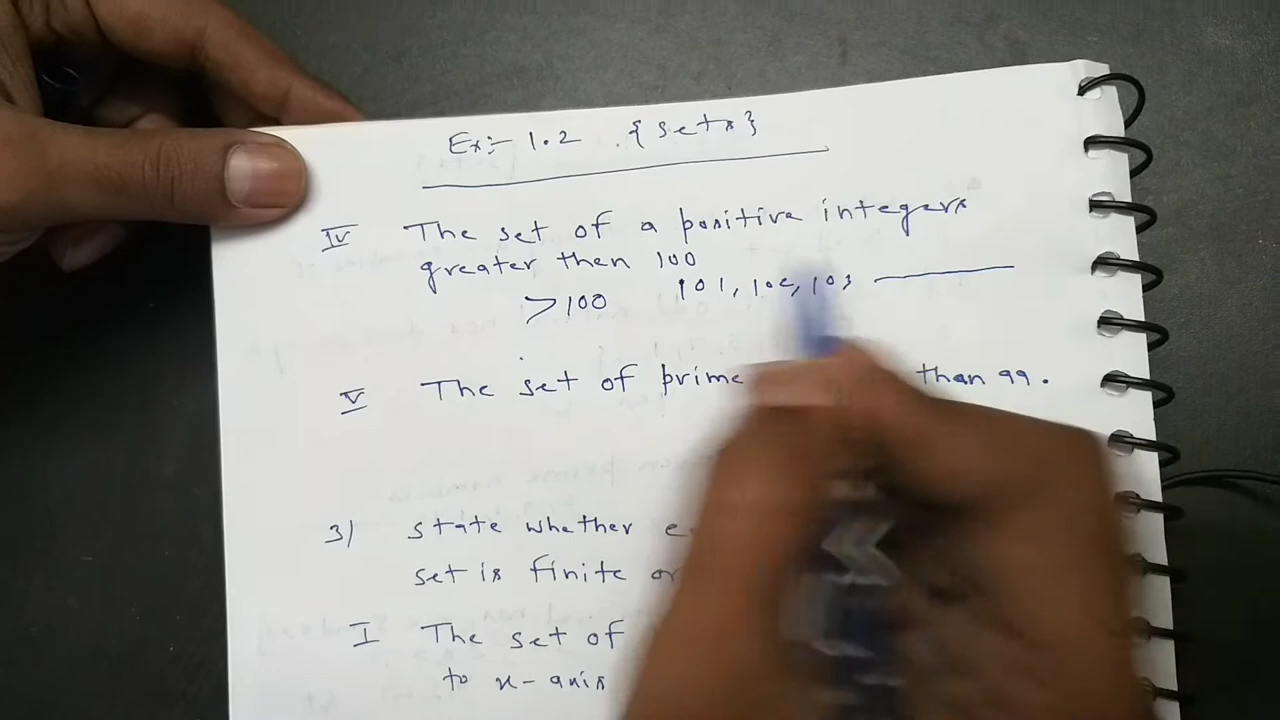 Ex:- 1.2 {sets}
IV The set of a positive integers
greater then 100
>100 101, 102, 103
V The set of prime than 99.
3) state whether
set is finite or
I The set of
to x-axis